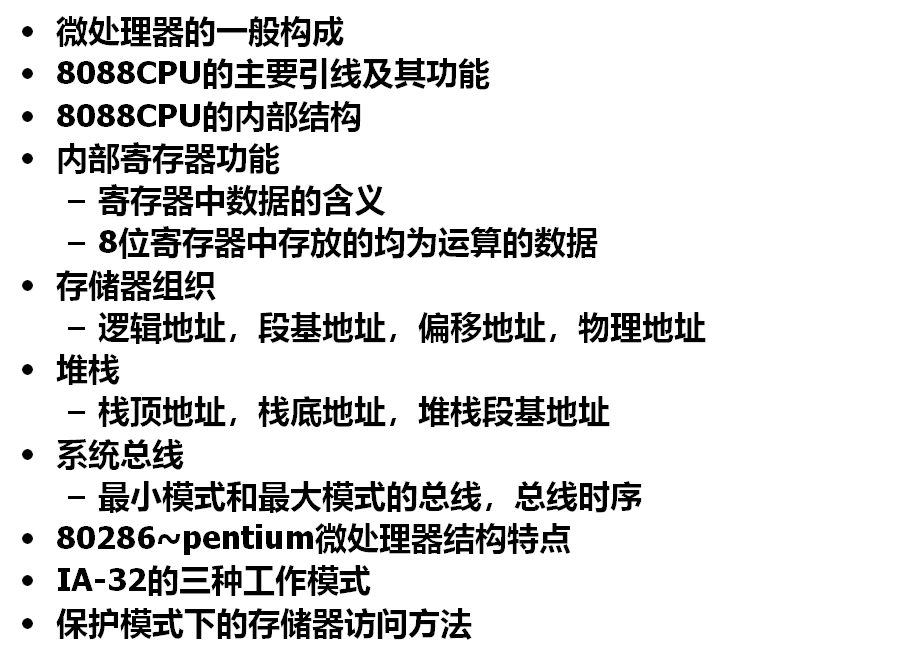 • 微处理器的一般构成
• 8088CPU的主要引线及其功能
• 8088CPU的内部结构
• 内部寄存器功能
– 寄存器中数据的含义
– 8位寄存器中存放的均为运算的数据
• 存储器组织
– 逻辑地址，段基地址，偏移地址，物理地址
• 堆栈
– 栈顶地址，栈底地址，堆栈段基地址
• 系统总线
– 最小模式和最大模式的总线，总线时序
• 80286~pentium微处理器结构特点
• IA-32的三种工作模式
• 保护模式下的存储器访问方法